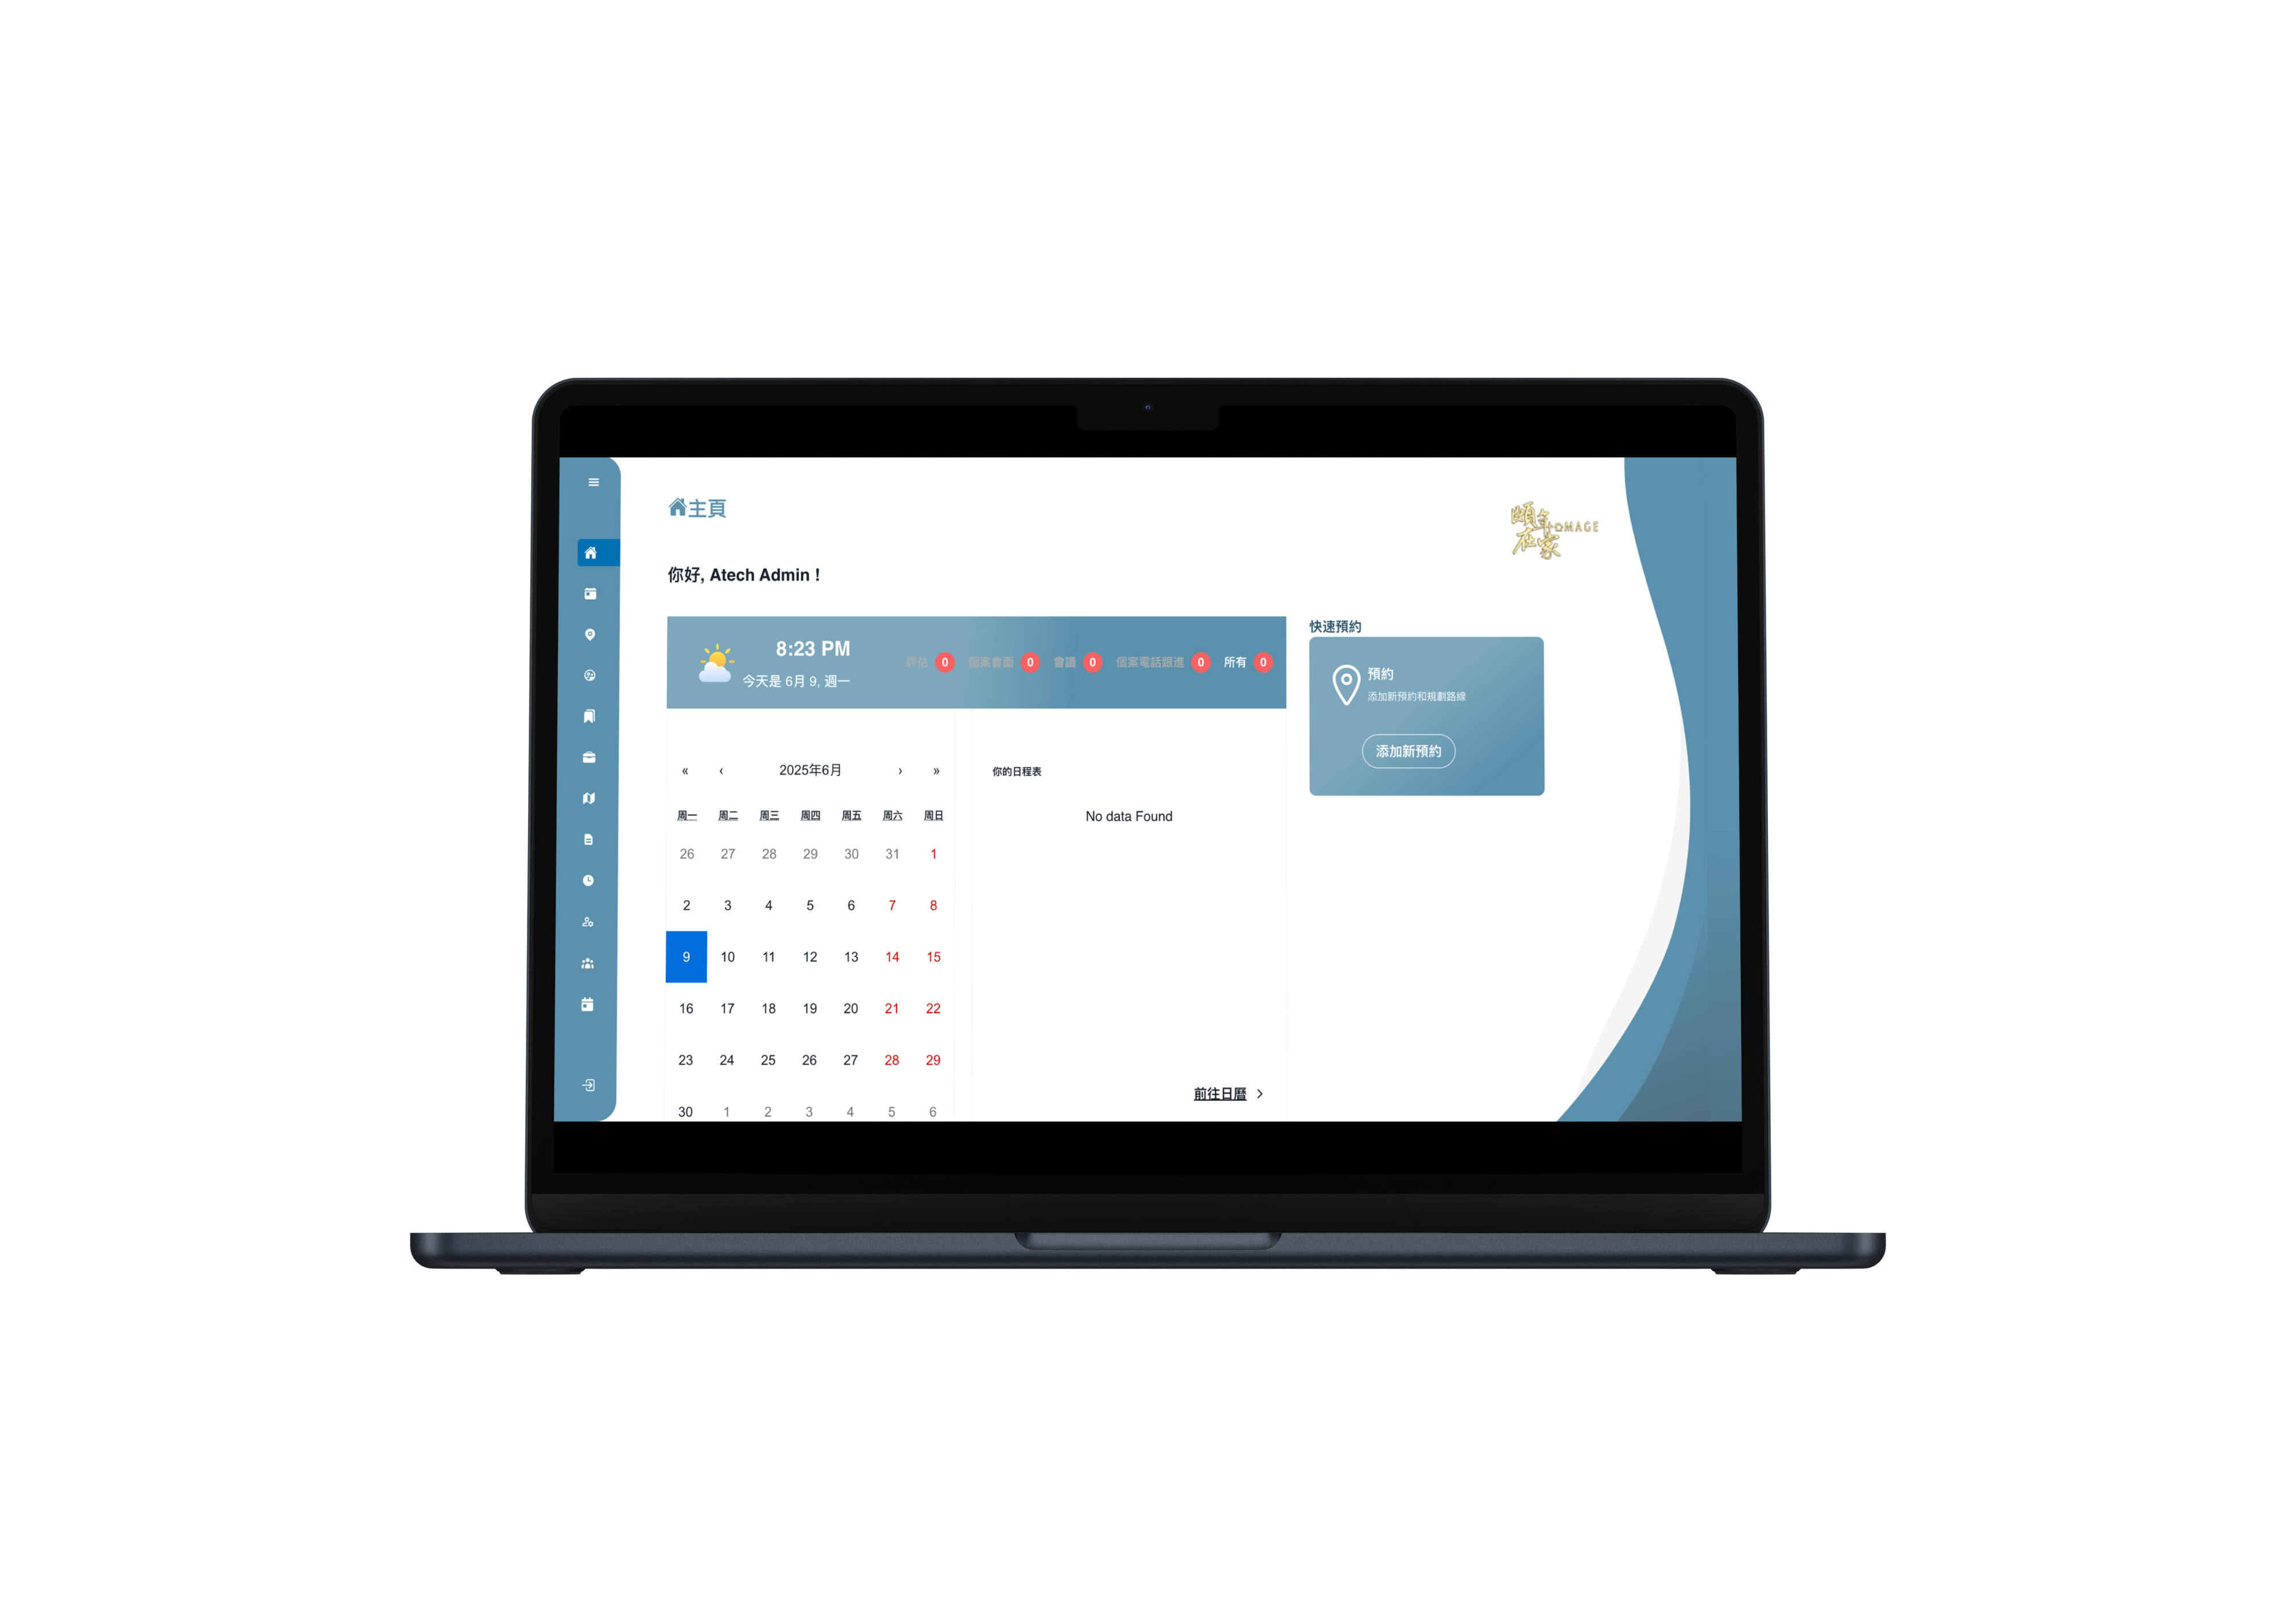 主頁
頤年
在家
HOMAGE
你好, Atech Admin !
8:23 PM
今天是 6月 9, 週一
評估 0 個案會面 0 會議 0 個案電話跟進 0 所有 0
快速預約
預約
添加新預約和規劃路線
添加新預約
« ‹ 2025年6月 › »
你的日程表
周一 周二 周三 周四 周五 周六 周日
No data Found
26 27 28 29 30 31 1
2 3 4 5 6 7 8
9 10 11 12 13 14 15
16 17 18 19 20 21 22
23 24 25 26 27 28 29
30 1 2 3 4 5 6
前往日曆 >